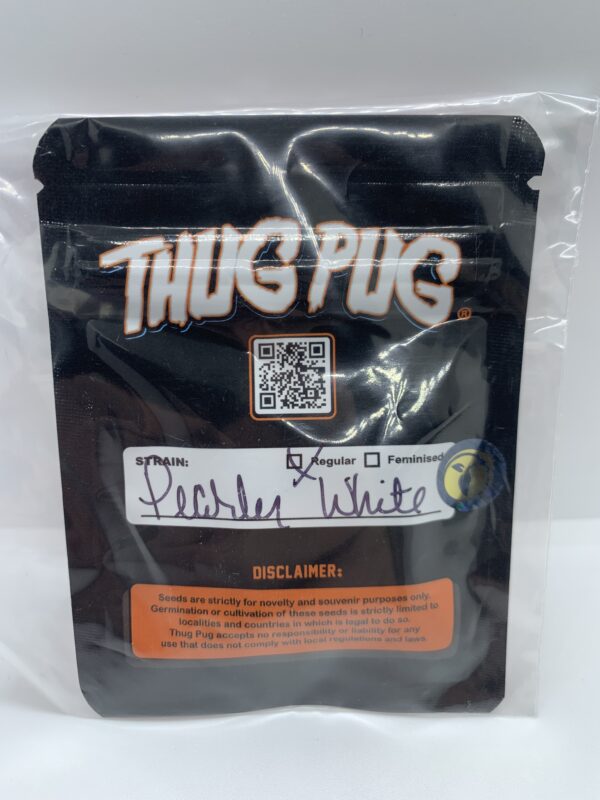 THUG PUG®
STRAIN: ☐ Regular ☐ Feminised
Pearley White
DISCLAIMER:
Seeds are strictly for novelty and souvenir purposes only.
Germination or cultivation of these seeds is strictly limited to
localities and countries in which is legal to do so.
Thug Pug accepts no responsibility or liability for any
use that does not comply with local regulations and laws.